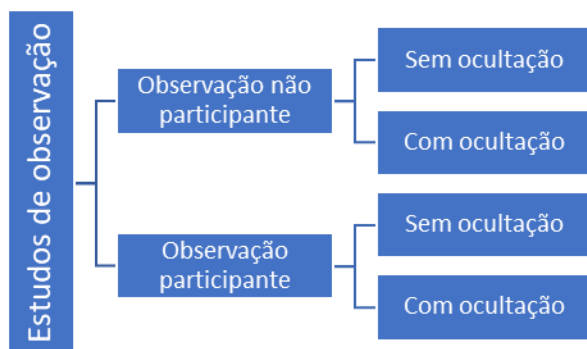 Estudos de observação
Observação não
participante
Sem ocultação
Com ocultação
Observação
participante
Sem ocultação
Com ocultação